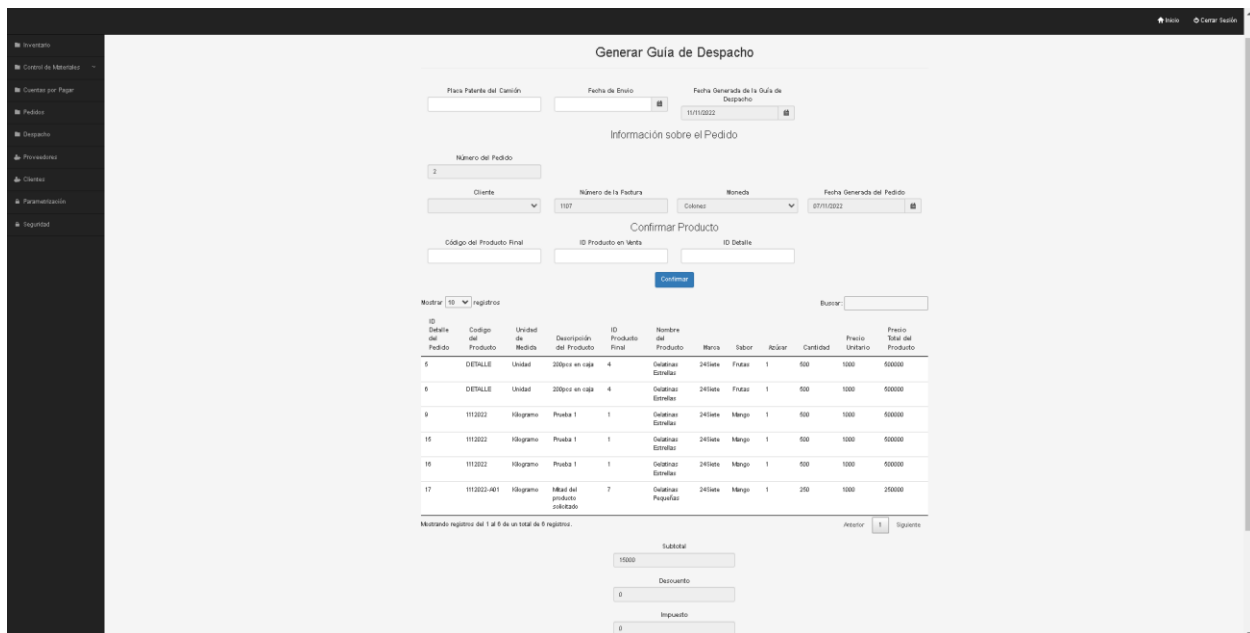 Inicio Cerrar Sesión
Inventario
Control de Materiales
Cuentas por Pagar
Pedidos
Despacho
Proveedores
Clientes
Parametrización
Seguridad
Generar Guía de Despacho
Placa Patente del Camión
Fecha de Envio
Fecha Generada de la Guía de
Despacho
11/11/2022
Información sobre el Pedido
Número del Pedido
2
Cliente Número de la Factura Moneda Fecha Generada del Pedido
1107 Colones 07/11/2022
Confirmar Producto
Código del Producto Final ID Producto en Venta ID Detalle
Confirmar
Mostrar 10 registros Buscar:
ID
Detalle
del
Pedido
Codigo
del
Producto
Unidad
de
Medida
Descripción
del Producto
ID
Producto
Final
Nombre
del
Producto
Marca
Sabor
Azúcar
Cantidad
Precio
Unitario
Precio
Total del
Producto
5 DETALLE Unidad 200pcs en caja 4 Gelatinas 24Siete Frutas 1 500 1000 500000
Estrellas
6 DETALLE Unidad 200pcs en caja 4 Gelatinas 24Siete Frutas 1 500 1000 500000
Estrellas
9 1112022 Kilogramo Prueba 1 1 Gelatinas 24Siete Mango 1 500 1000 500000
Estrellas
15 1112022 Kilogramo Prueba 1 1 Gelatinas 24Siete Mango 1 500 1000 500000
Estrellas
16 1112022 Kilogramo Prueba 1 1 Gelatinas 24Siete Mango 1 500 1000 500000
Estrellas
17 1112022-A01 Kilogramo Mitad del 7 Gelatinas 24Siete Mango 1 250 1000 250000
producto Pequeñas
solicitado
Mostrando registros del 1 al 6 de un total de 6 registros. Anterior 1 Siguiente
Subtotal
15000
Descuento
0
Impuesto
0